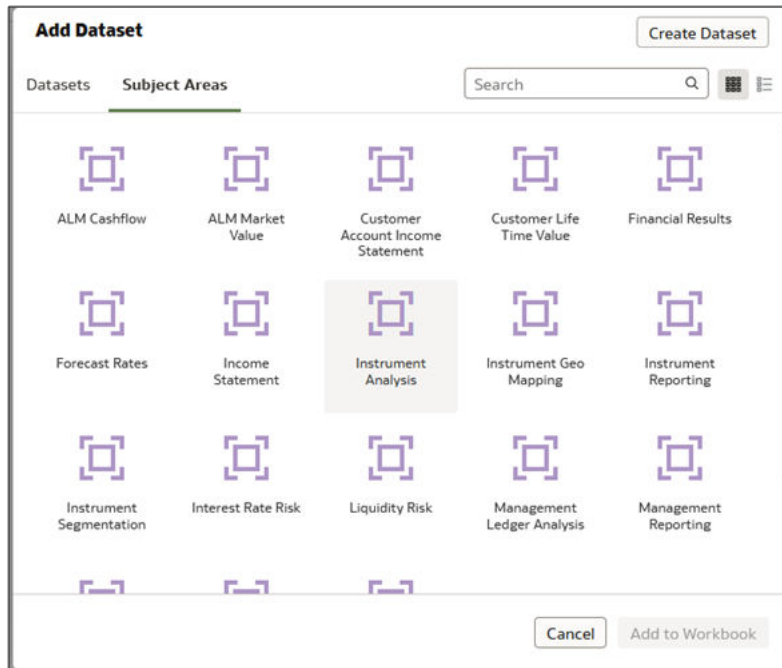 Add Dataset
Create Dataset
Datasets
Subject Areas
Search
ALM Cashflow
ALM Market
Value
Customer
Account Income
Statement
Customer Life
Time Value
Financial Results
Forecast Rates
Income
Statement
Instrument
Analysis
Instrument Geo
Mapping
Instrument
Reporting
Instrument
Segmentation
Interest Rate Risk
Liquidity Risk
Management
Ledger Analysis
Management
Reporting
Cancel
Add to Workbook